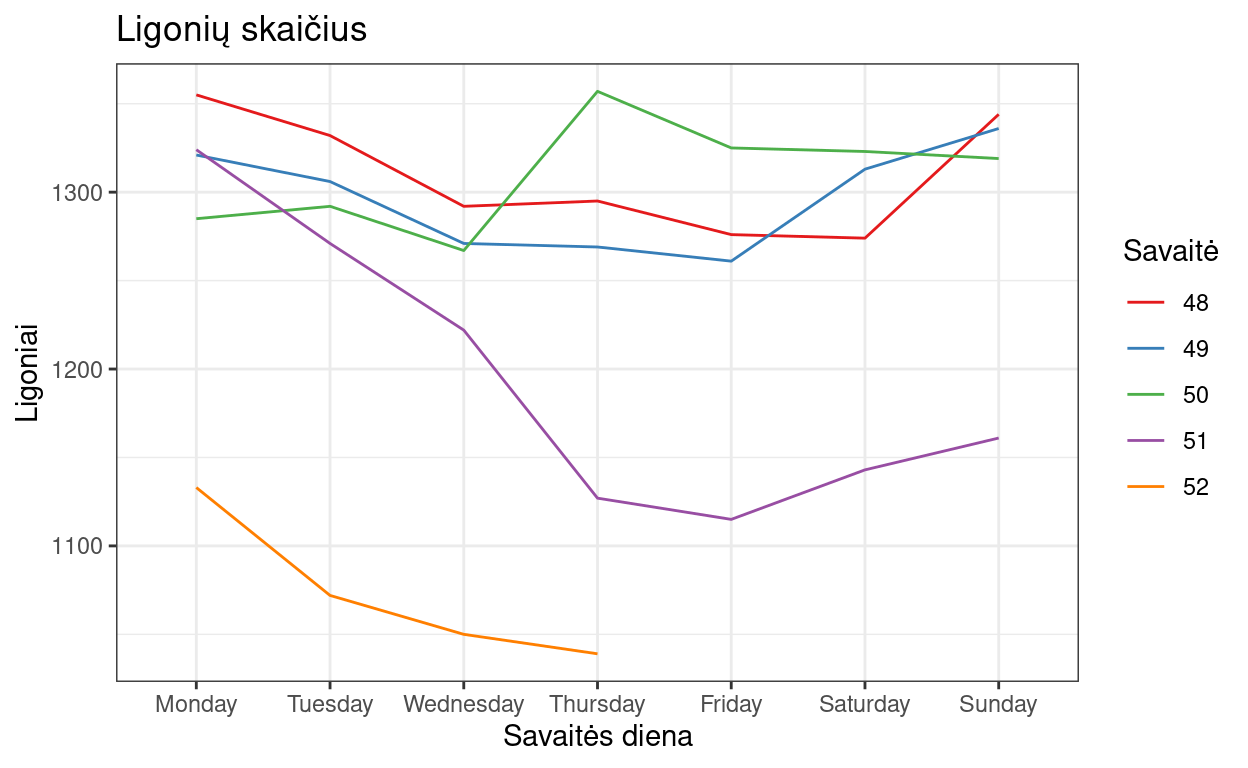 Ligonių skaičius
Ligoniai
1300
1200
1100
Monday Tuesday Wednesday Thursday Friday Saturday Sunday
Savaitės diena
Savaitė
48
49
50
51
52